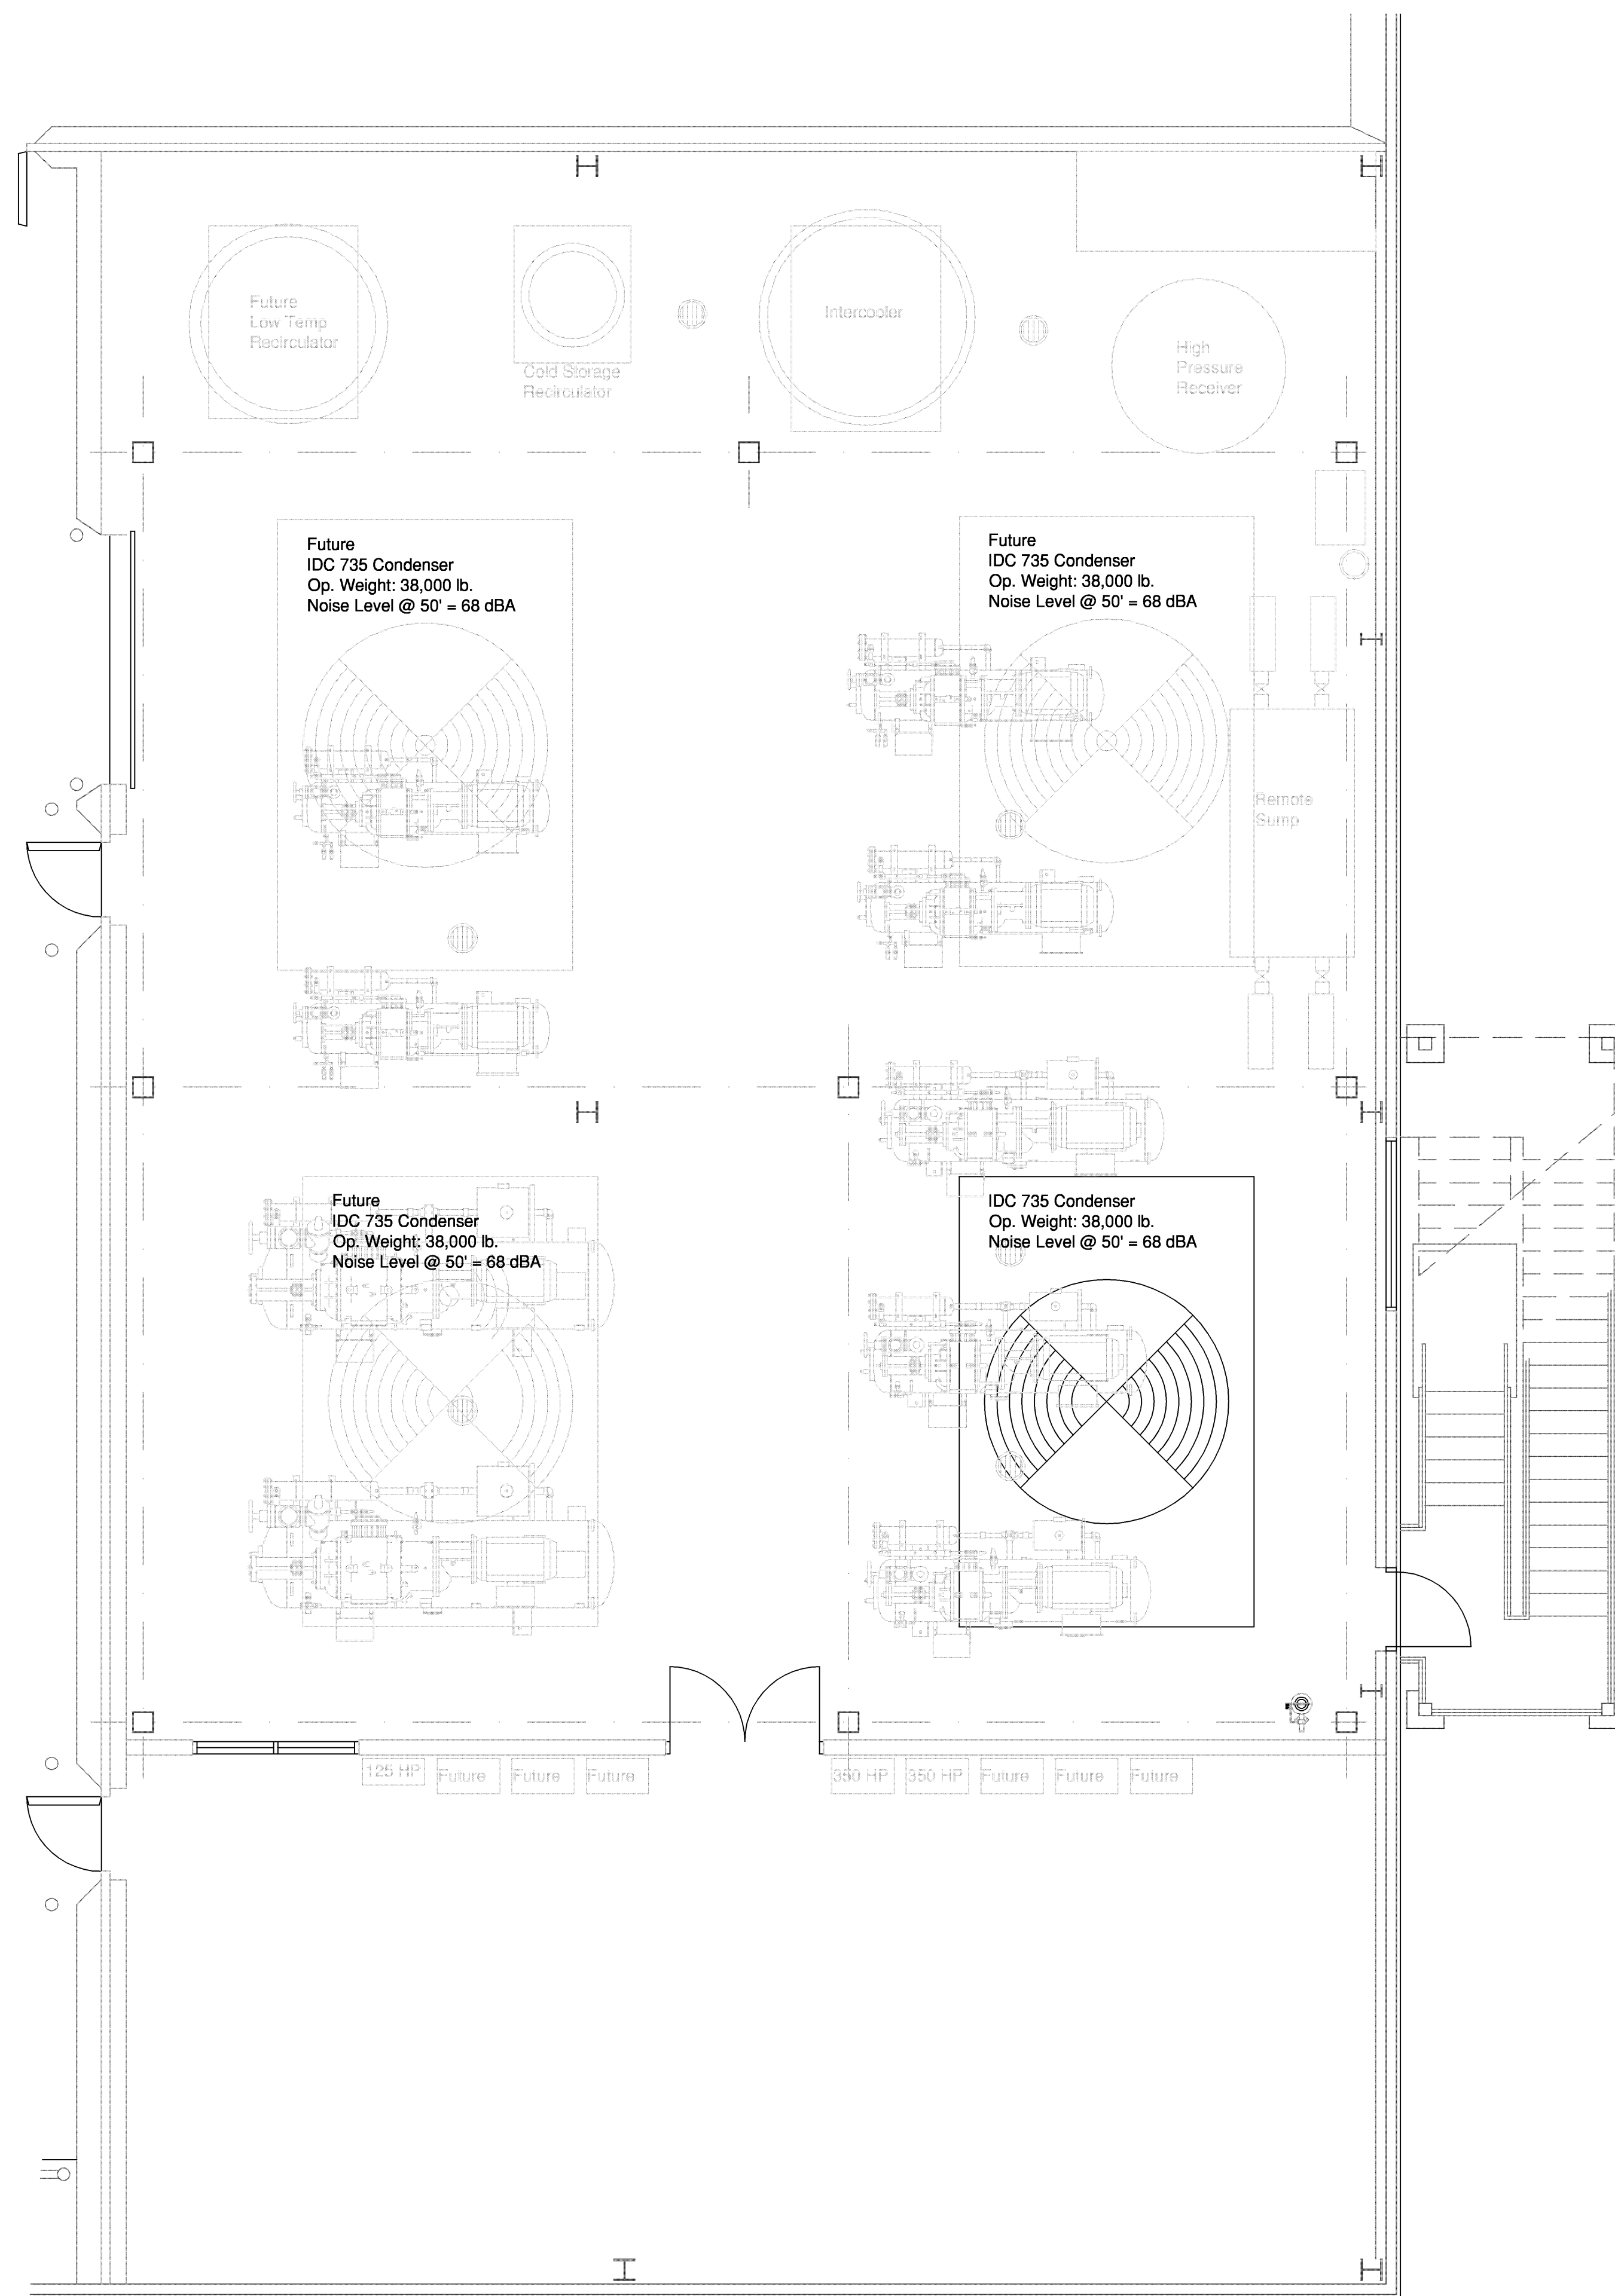 Future
Low Temp
Recirculator
Cold Storage
Recirculator
Intercooler
High
Pressure
Receiver
Future
IDC 735 Condenser
Op. Weight: 38,000 lb.
Noise Level @ 50' = 68 dBA
Future
IDC 735 Condenser
Op. Weight: 38,000 lb.
Noise Level @ 50' = 68 dBA
Remote
Sump
Future
IDC 735 Condenser
Op. Weight: 38,000 lb.
Noise Level @ 50' = 68 dBA
IDC 735 Condenser
Op. Weight: 38,000 lb.
Noise Level @ 50' = 68 dBA
125 HP
Future
Future
Future
350 HP
350 HP
Future
Future
Future